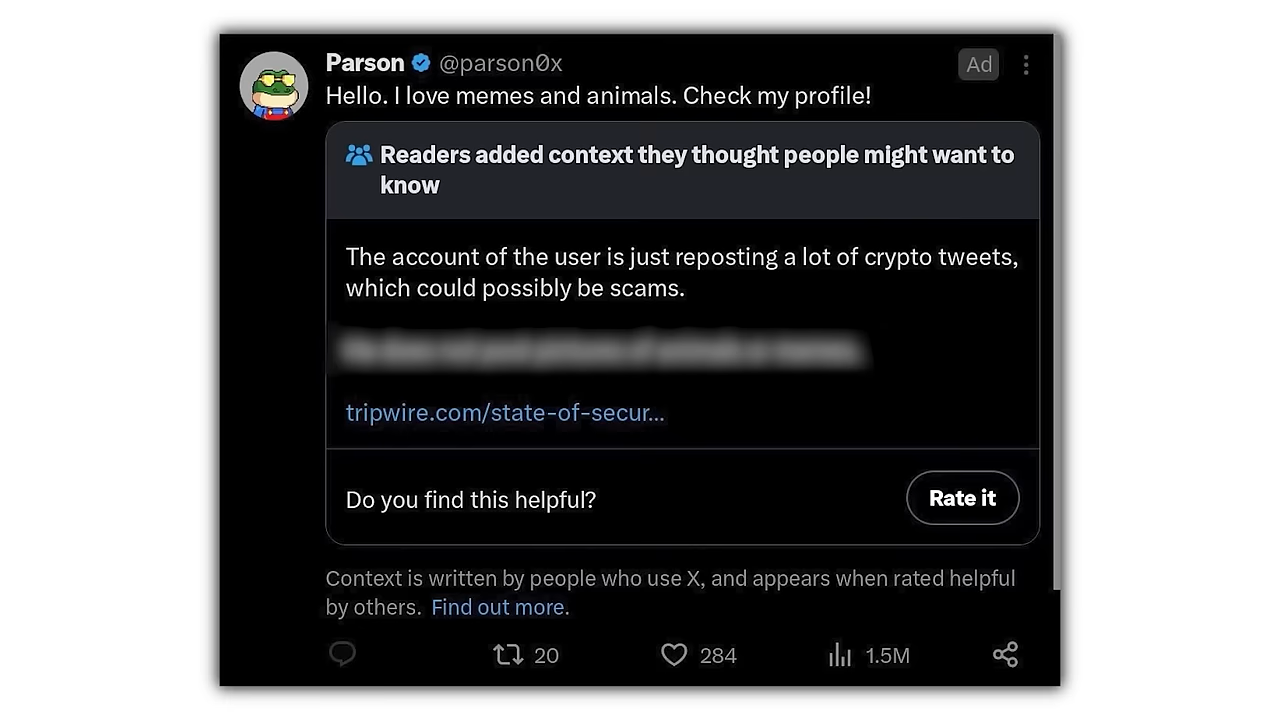 Parson @parson0x
Ad
Hello. I love memes and animals. Check my profile!
Readers added context they thought people might want to
know
The account of the user is just reposting a lot of crypto tweets,
which could possibly be scams.
tripwire.com/state-of-secur...
Do you find this helpful?
Rate it
Context is written by people who use X, and appears when rated helpful
by others. Find out more.
20
284
1.5M